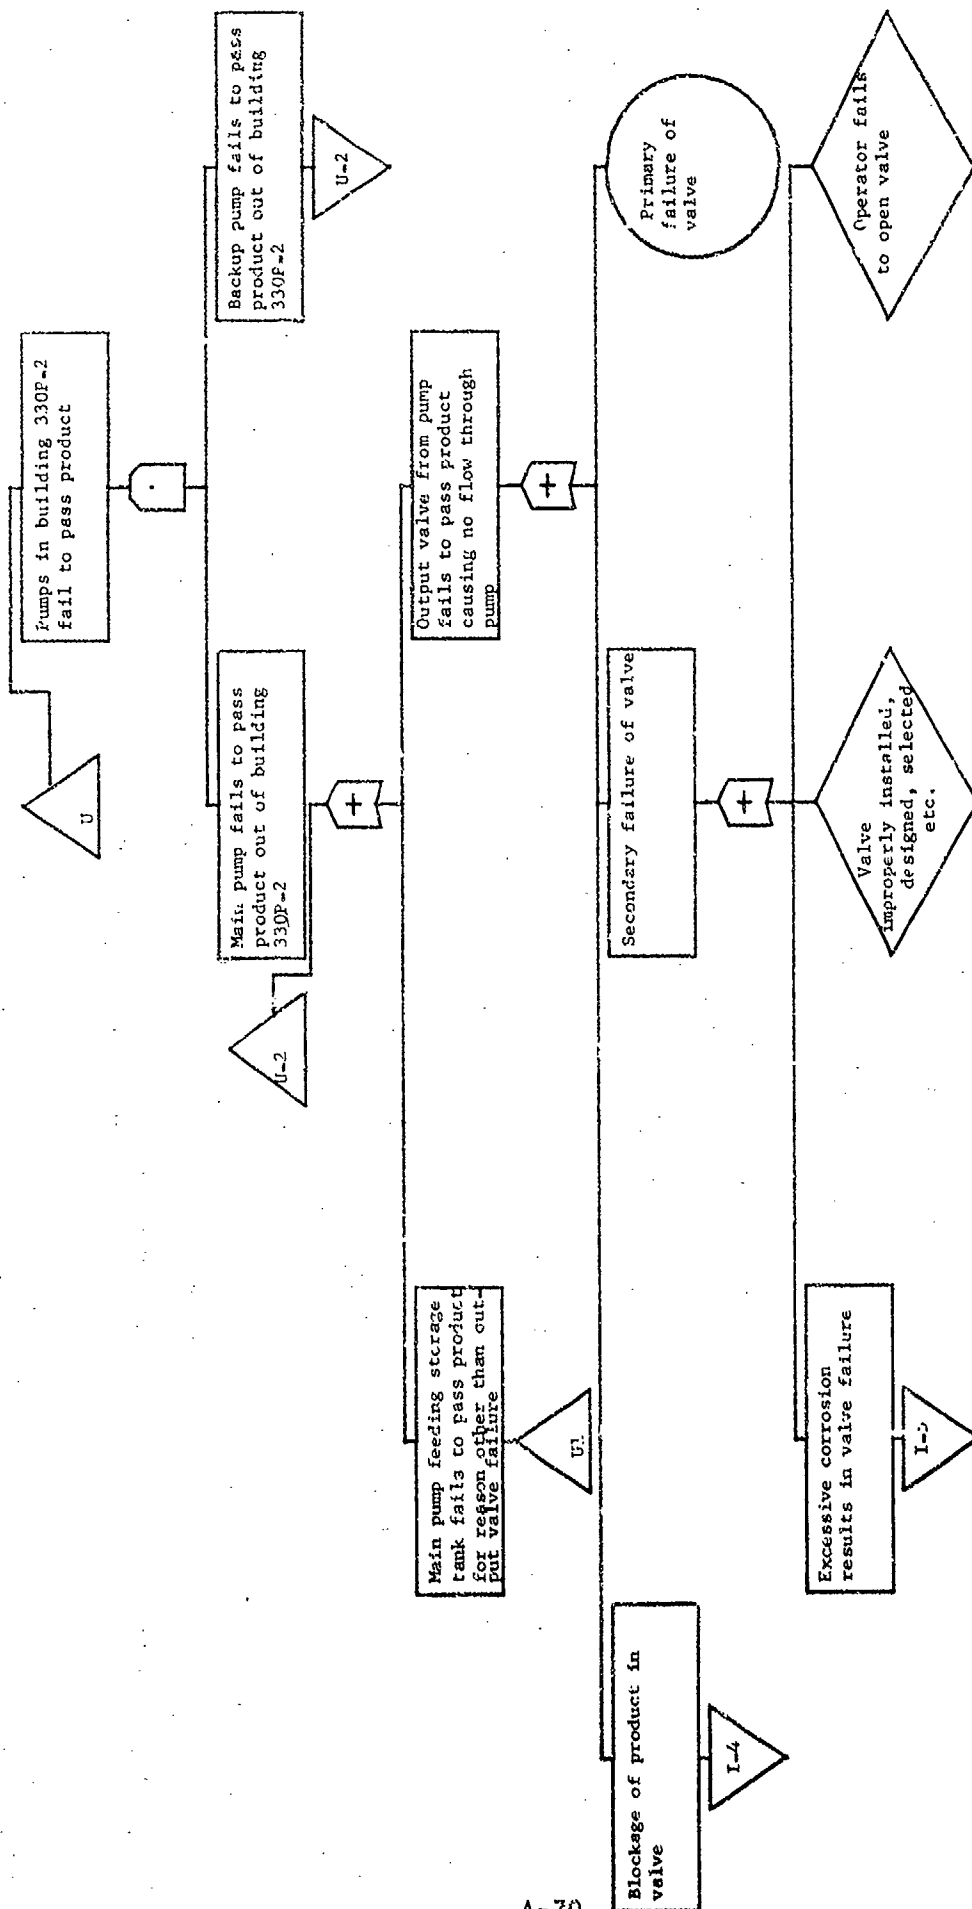 U
Pumps in building 330P-2
fail to pass product
.
Main pump fails to pass
product out of building
330P-2
Backup pump fails to pass
product out of building
330P-2
U-2
U-2
+
Main pump feeding storage
tank fails to pass product
for reason other than out-
put valve failure
U1
Output valve from pump
fails to pass product
causing no flow through
pump
+
Blockage of product in
valve
I-4
Secondary failure of valve
+
Primary
failure of
valve
Excessive corrosion
results in valve failure
Valve
improperly installed,
designed, selected
etc.
Operator fails
to open valve